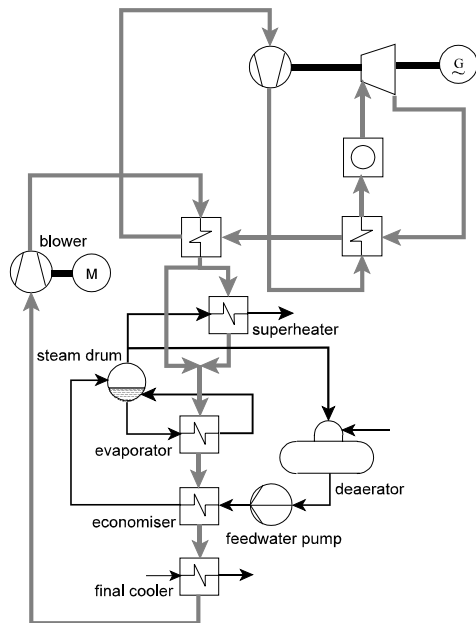 G
~
blower
M
superheater
steam drum
evaporator
deaerator
economiser
feedwater pump
final cooler